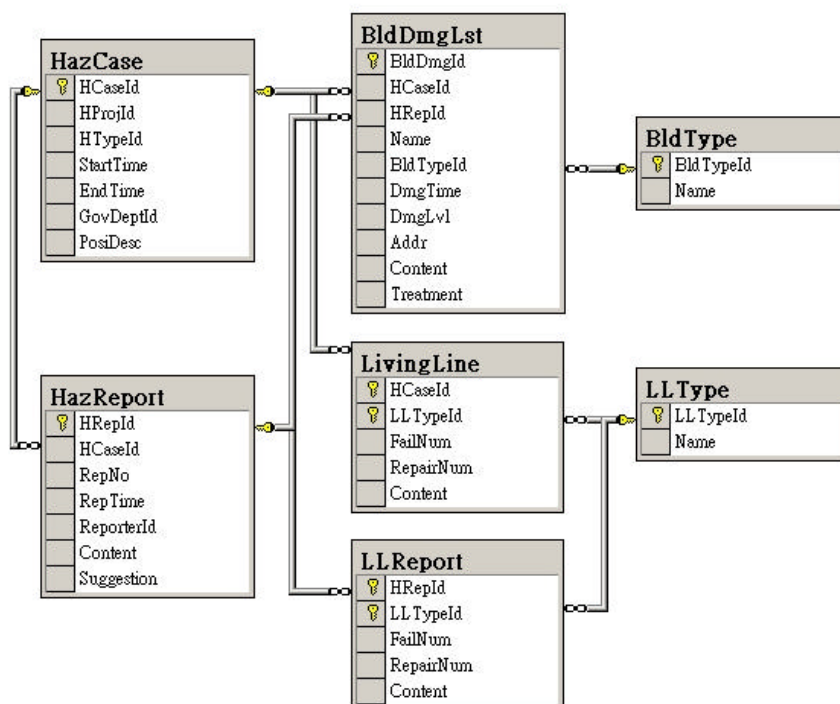 HazCase
HCaseId
HProjId
HTypeId
StartTime
EndTime
GovDeptId
PosiDesc
HazReport
HRepId
HCaseId
RepNo
RepTime
ReporterId
Content
Suggestion
BldDmgLst
BldDmgId
HCaseId
HRepId
Name
BldTypeId
DmgTime
DmgLvl
Addr
Content
Treatment
LivingLine
HCaseId
LLTypeId
FailNum
RepairNum
Content
LLReport
HRepId
LLTypeId
FailNum
RepairNum
Content
BldType
BldTypeId
Name
LLType
LLTypeId
Name